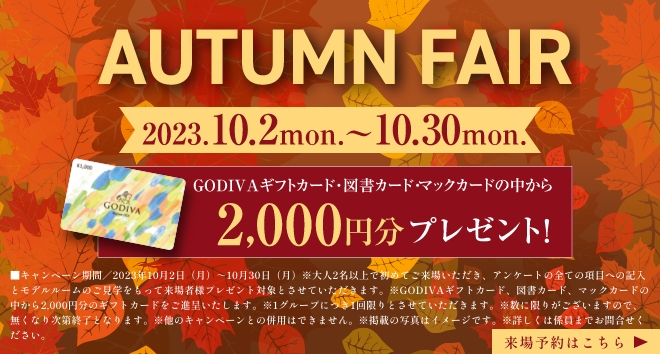 AUTUMN FAIR
2023.10.2mon.〜10.30mon.
¥1,000
GODIVA
GODIVAギフトカード・図書カード・マックカードの中から
2,000円分プレゼント!
■キャンペーン期間／2023年10月2日（月）〜10月30日（月）※大人2名以上で初めてご来場いただき、アンケートの全ての項目への記入
とモデルルームのご見学をもって来場者様プレゼント対象とさせていただきます。※GODIVAギフトカード、図書カード、マックカードの
中から2,000円分のギフトカードをご進呈いたします。※1グループにつき1回限りとさせていただきます。※数に限りがございますので、
無くなり次第終了となります。※他のキャンペーンとの併用はできません。※掲載の写真はイメージです。※詳しくは係員までお問合せく
ださい。
来場予約はこちら ▶